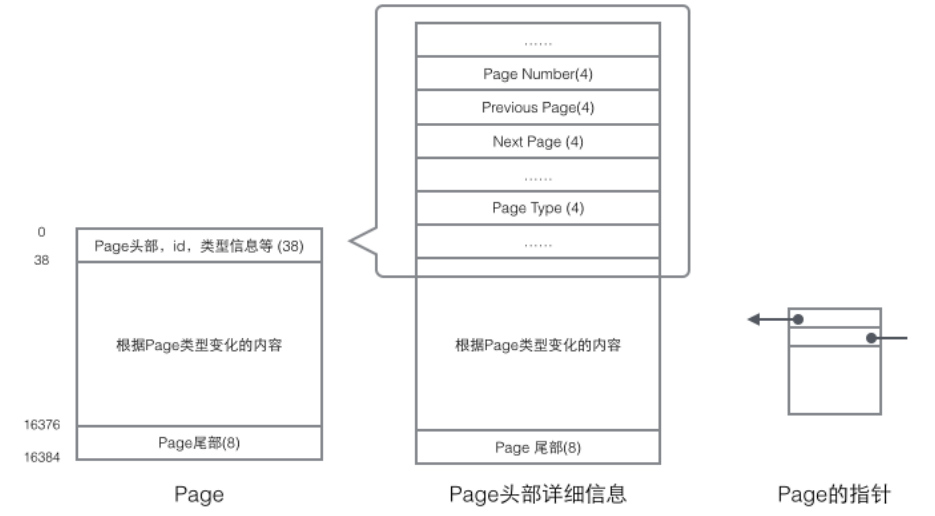 0
38
16376
16384
Page头部，id，类型信息等 (38)
根据Page类型变化的内容
Page尾部(8)
Page
......
Page Number(4)
Previous Page(4)
Next Page (4)
......
Page Type (4)
......
根据Page类型变化的内容
Page 尾部(8)
Page头部详细信息
Page的指针